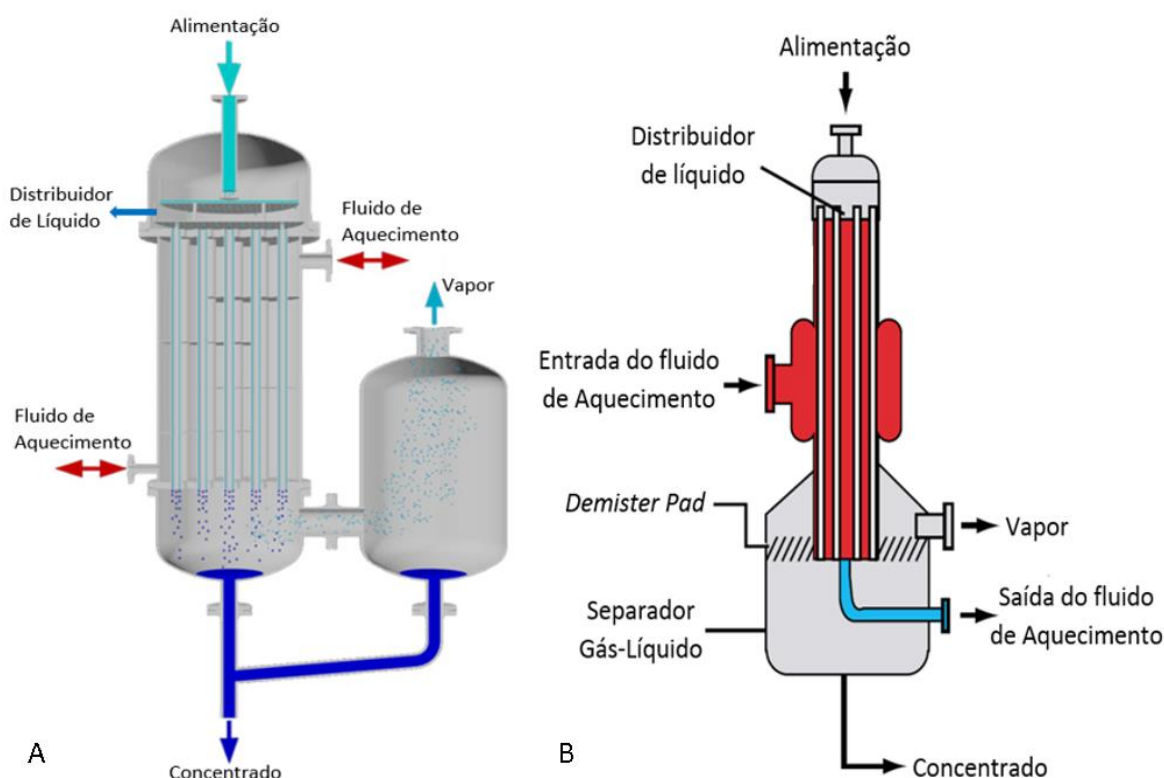 Alimentação
Distribuidor
de Líquido
Fluido de
Aquecimento
Vapor
Fluido de
Aquecimento
A
Concentrado
Alimentação
Distribuidor
de líquido
Entrada do fluido
de Aquecimento
Demister Pad
Vapor
Separador
Gás-Líquido
Saída do fluido
de Aquecimento
B
Concentrado